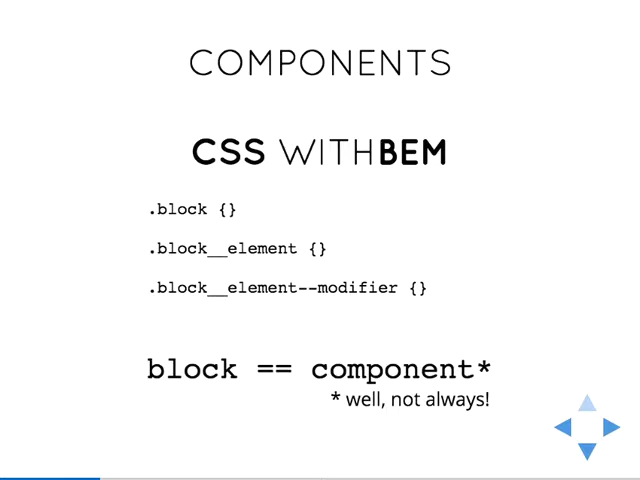 COMPONENTS
CSS WITHBEM
.block {}
.block__element {}
.block__element--modifier {}
block == component*
* well, not always!